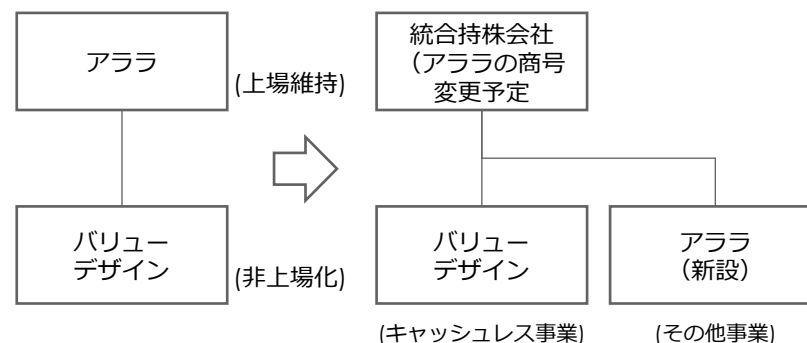 アララ
(上場維持)
バリュー
デザイン
(非上場化)
統合持株会社
（アララの商号
変更予定
バリュー
デザイン
(キャッシュレス事業)
アララ
（新設）
(その他事業)